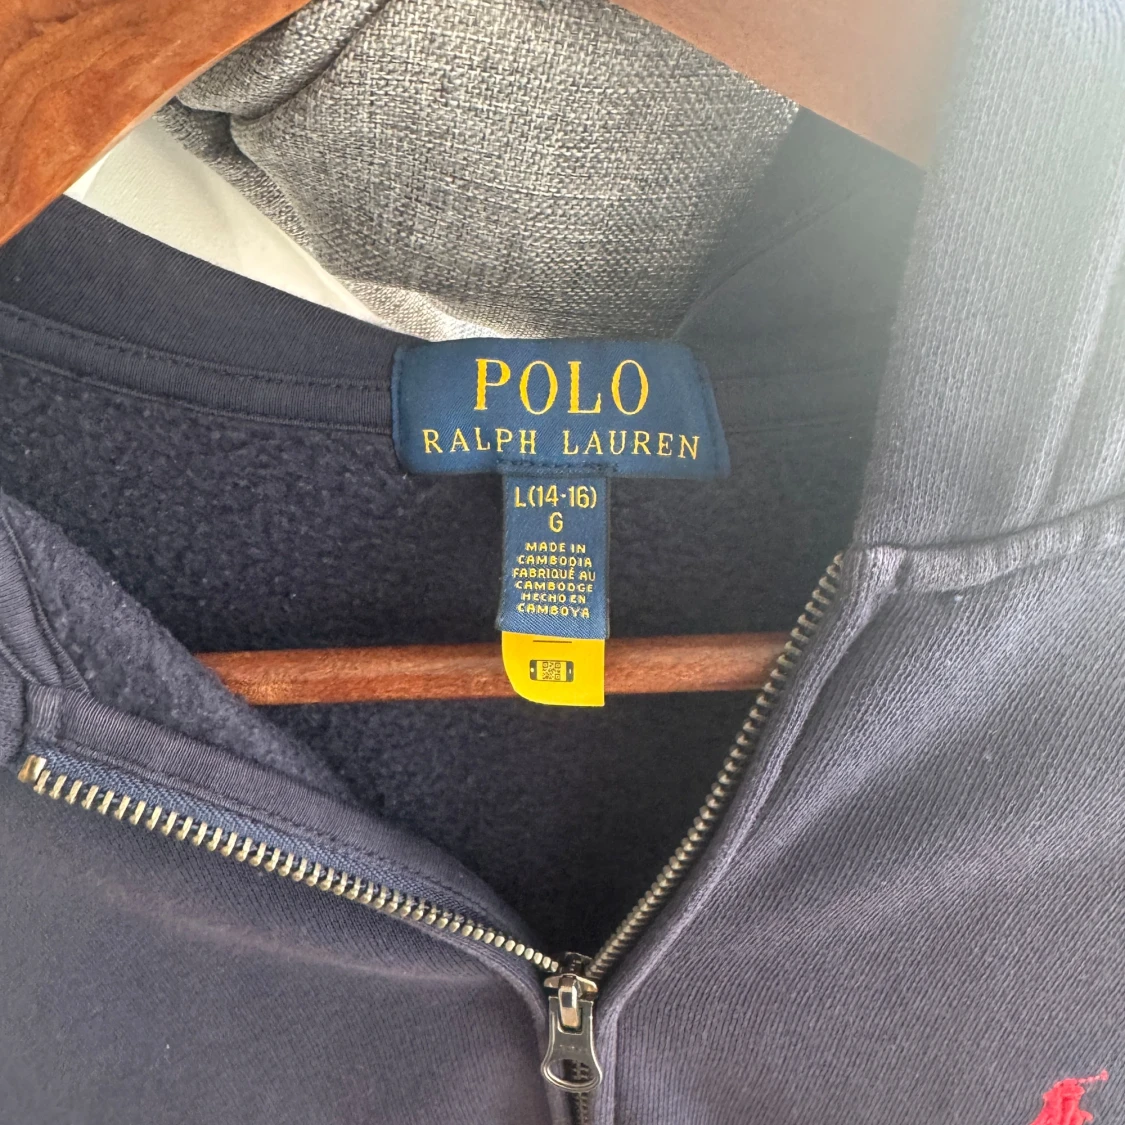 POLO
RALPH LAUREN
L(14-16)
G
MADE IN
CAMBODIA
FABRIQUÉ AU
CAMBODGE
HECHO EN
CAMBOYA